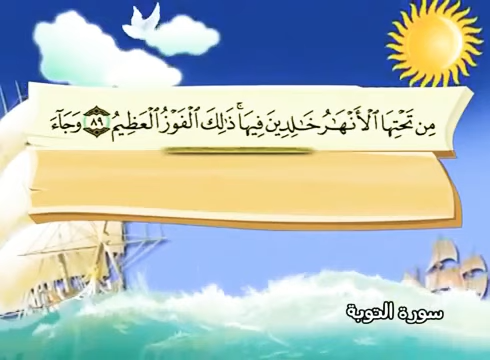 مِن تَحۡتِهَا ٱلۡأَنۡهَٰرُ خَٰلِدِينَ فِيهَاۚ ذَٰلِكَ ٱلۡفَوۡزُ ٱلۡعَظِيمُ ٨٩ وَجَآءَ
سورة التوبة